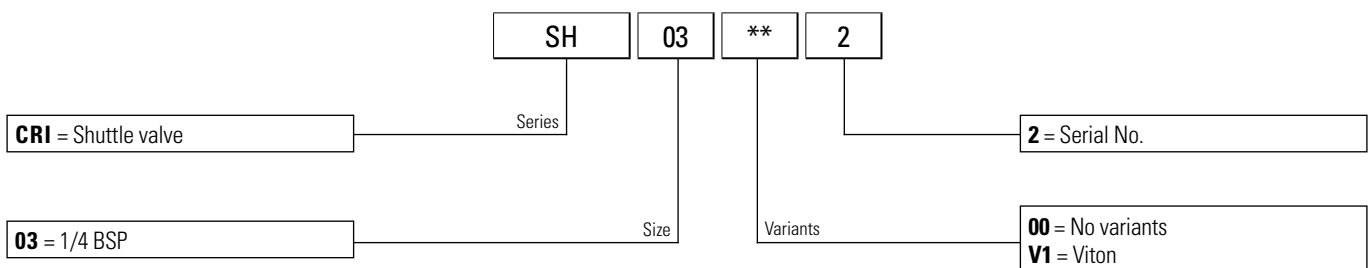 SH 03 ** 2
Series
CRI = Shuttle valve
2 = Serial No.
Size
Variants
03 = 1/4 BSP
00 = No variants
V1 = Viton